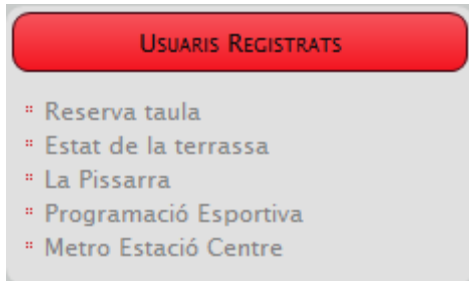 Usuaris Registrats
Reserva taula
Estat de la terrassa
La Pissarra
Programació Esportiva
Metro Estació Centre